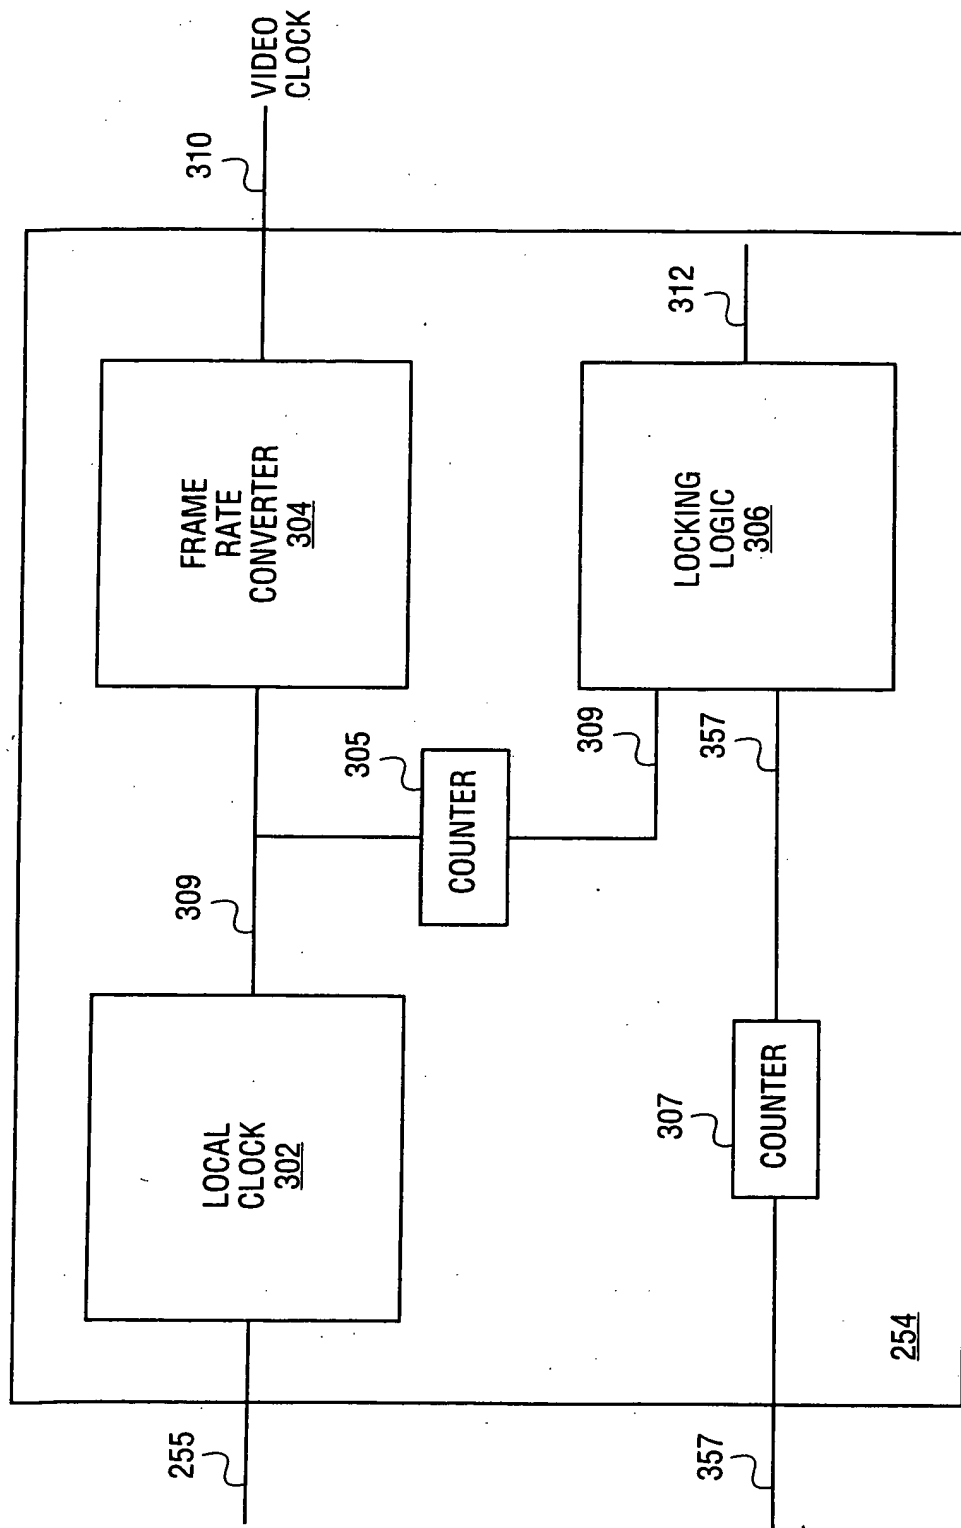 255
LOCAL
CLOCK
302
309
FRAME
RATE
CONVERTER
304
310
VIDEO
CLOCK
305
COUNTER
309
357
307
COUNTER
357
LOCKING
LOGIC
306
312
254